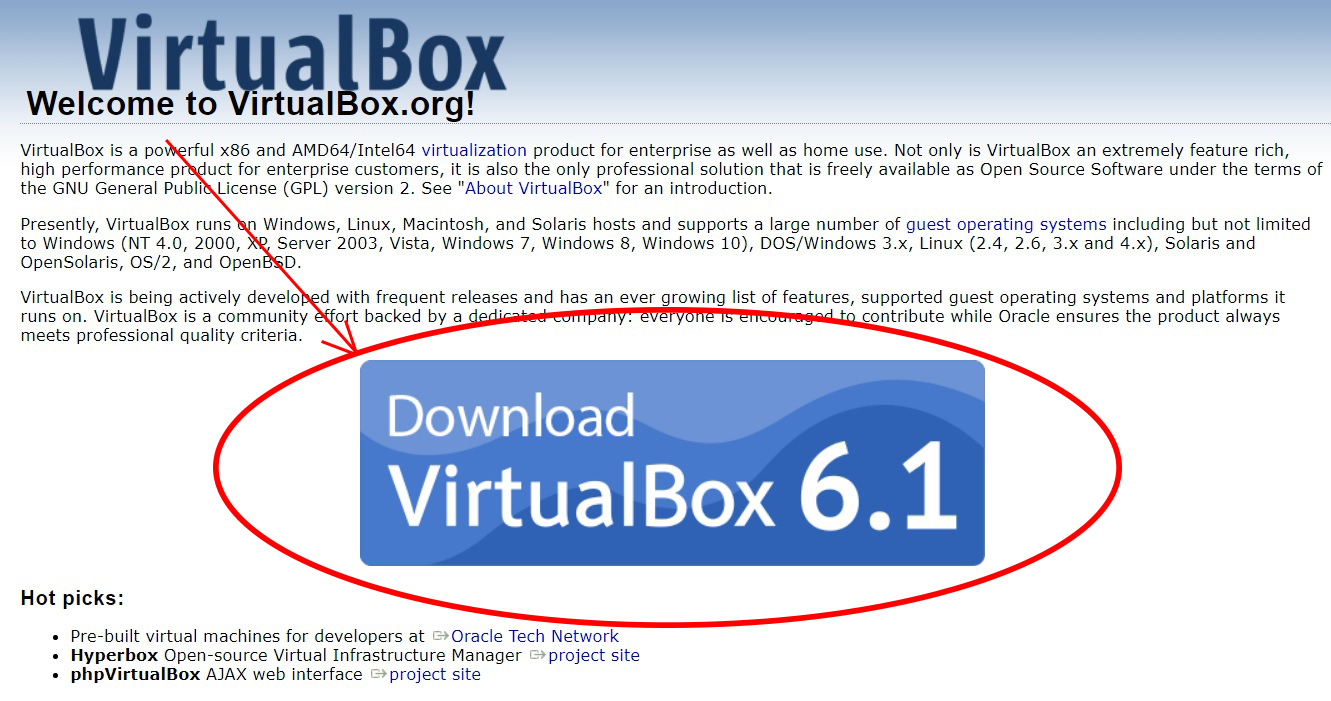 VirtualBox
Welcome to VirtualBox.org!
VirtualBox is a powerful x86 and AMD64/Intel64 virtualization product for enterprise as well as home use. Not only is VirtualBox an extremely feature rich,
high performance product for enterprise customers, it is also the only professional solution that is freely available as Open Source Software under the terms of
the GNU General Public License (GPL) version 2. See "About VirtualBox" for an introduction.
Presently, VirtualBox runs on Windows, Linux, Macintosh, and Solaris hosts and supports a large number of guest operating systems including but not limited
to Windows (NT 4.0, 2000, XP, Server 2003, Vista, Windows 7, Windows 8, Windows 10), DOS/Windows 3.x, Linux (2.4, 2.6, 3.x and 4.x), Solaris and
OpenSolaris, OS/2, and OpenBSD.
VirtualBox is being actively developed with frequent releases and has an ever growing list of features, supported guest operating systems and platforms it
runs on. VirtualBox is a community effort backed by a dedicated company: everyone is encouraged to contribute while Oracle ensures the product always
meets professional quality criteria.
Download
VirtualBox 6.1
Hot picks:
Pre-built virtual machines for developers at Oracle Tech Network
Hyperbox Open-source Virtual Infrastructure Manager project site
phpVirtualBox AJAX web interface project site